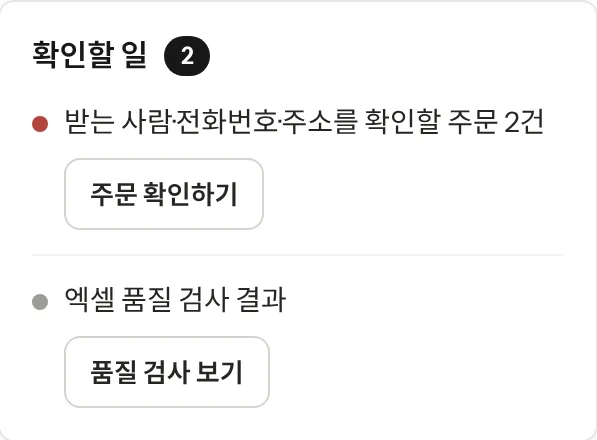 확인할 일 2
받는 사람·전화번호·주소를 확인할 주문 2건
주문 확인하기
엑셀 품질 검사 결과
품질 검사 보기